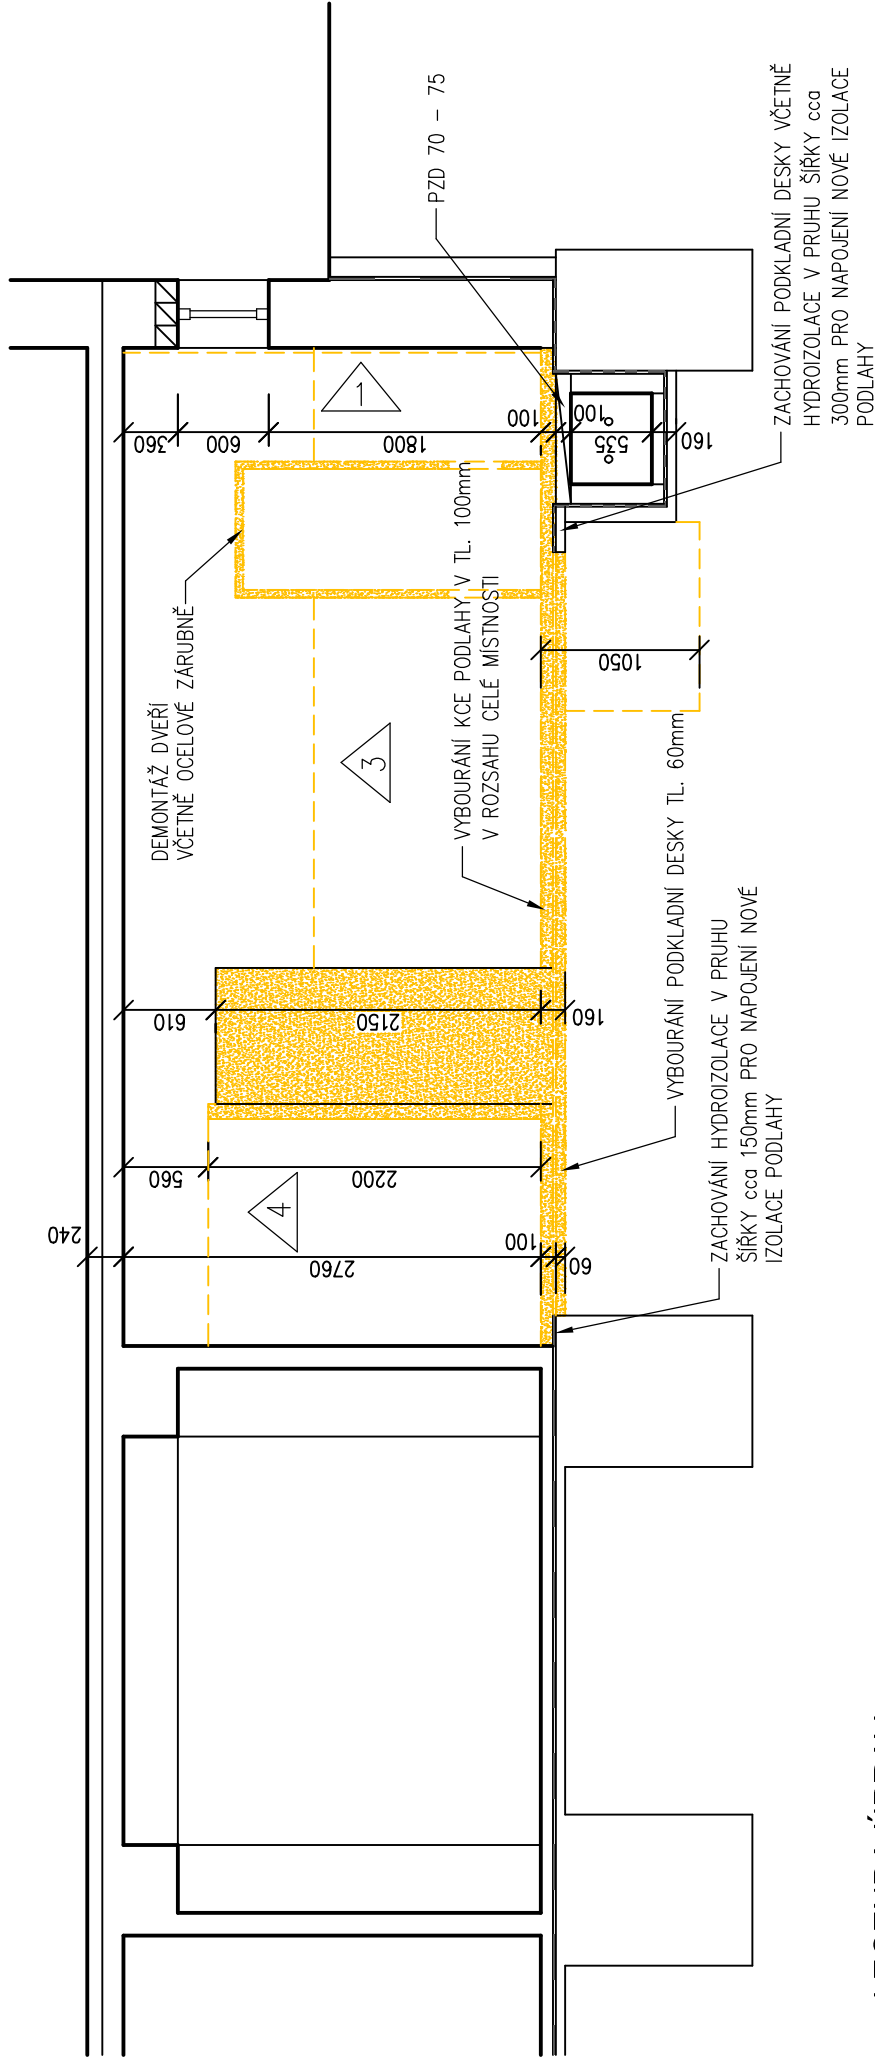 DEMONTÁŽ DVEŘÍ
VČETNĚ OCELOVÉ ZÁRUBNĚ
PZD 70 - 75
VYBOURÁNÍ KCE PODLAHY V TL. 100mm
V ROZSAHU CELÉ MÍSTNOSTI
ZACHOVÁNÍ PODKLADNÍ DESKY VČETNĚ
HYDROIZOLACE V PRUHU ŠÍŘKY cca
300mm PRO NAPOJENÍ NOVÉ IZOLACE
PODLAHY
VYBOURÁNÍ PODKLADNÍ DESKY TL. 60mm
ZACHOVÁNÍ HYDROIZOLACE V PRUHU
ŠÍŘKY cca 150mm PRO NAPOJENÍ NOVÉ
IZOLACE PODLAHY
240
2760
100
60
560
2200
610
2150
160
360
600
1800
100
100
535
160
1050
4
3
1